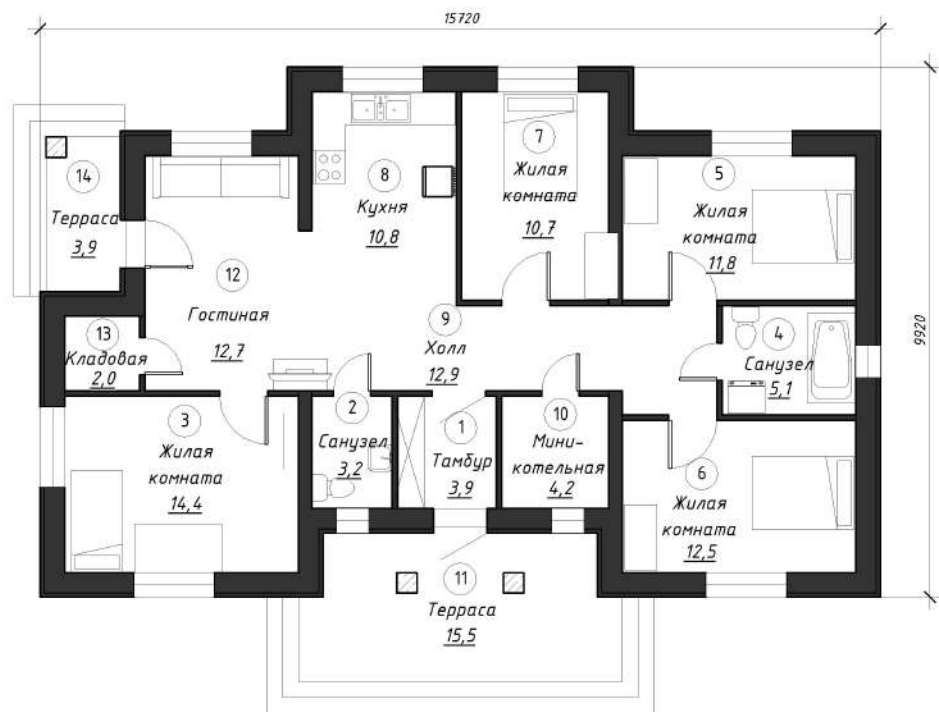 15720
9920
7
Жилая
комната
10,7
8
Кухня
10,8
5
Жилая
комната
11,8
14
Терраса
3,9
12
Гостиная
12,7
9
Холл
12,9
13
Кладовая
2,0
4
Санузел
5,1
3
Жилая
комната
14,4
2
Санузел
3,2
1
Тамбур
3,9
10
Мини-
котельная
4,2
6
Жилая
комната
12,5
11
Терраса
15,5